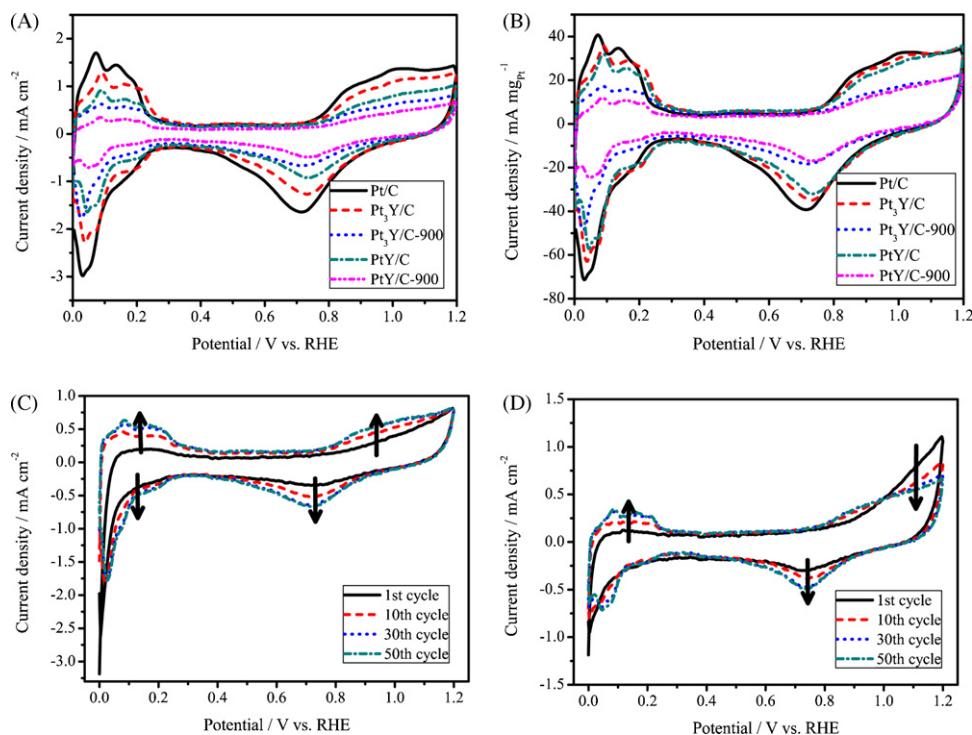 (A)
Current density / mA cm⁻²
2
1
0
-1
-2
-3
0.0 0.2 0.4 0.6 0.8 1.0 1.2
Potential / V vs. RHE
Pt/C
Pt₃Y/C
Pt₃Y/C-900
PtY/C
PtY/C-900
(B)
Current density / mA mg_Pt⁻¹
40
20
0
-20
-40
-60
-80
0.0 0.2 0.4 0.6 0.8 1.0 1.2
Potential / V vs. RHE
Pt/C
Pt₃Y/C
Pt₃Y/C-900
PtY/C
PtY/C-900
(C)
Current density / mA cm⁻²
1.0
0.5
0.0
-0.5
-1.0
-1.5
-2.0
-2.5
-3.0
0.0 0.2 0.4 0.6 0.8 1.0 1.2
Potential / V vs. RHE
1st cycle
10th cycle
30th cycle
50th cycle
(D)
Current density / mA cm⁻²
1.5
1.0
0.5
0.0
-0.5
-1.0
-1.5
0.0 0.2 0.4 0.6 0.8 1.0 1.2
Potential / V vs. RHE
1st cycle
10th cycle
30th cycle
50th cycle